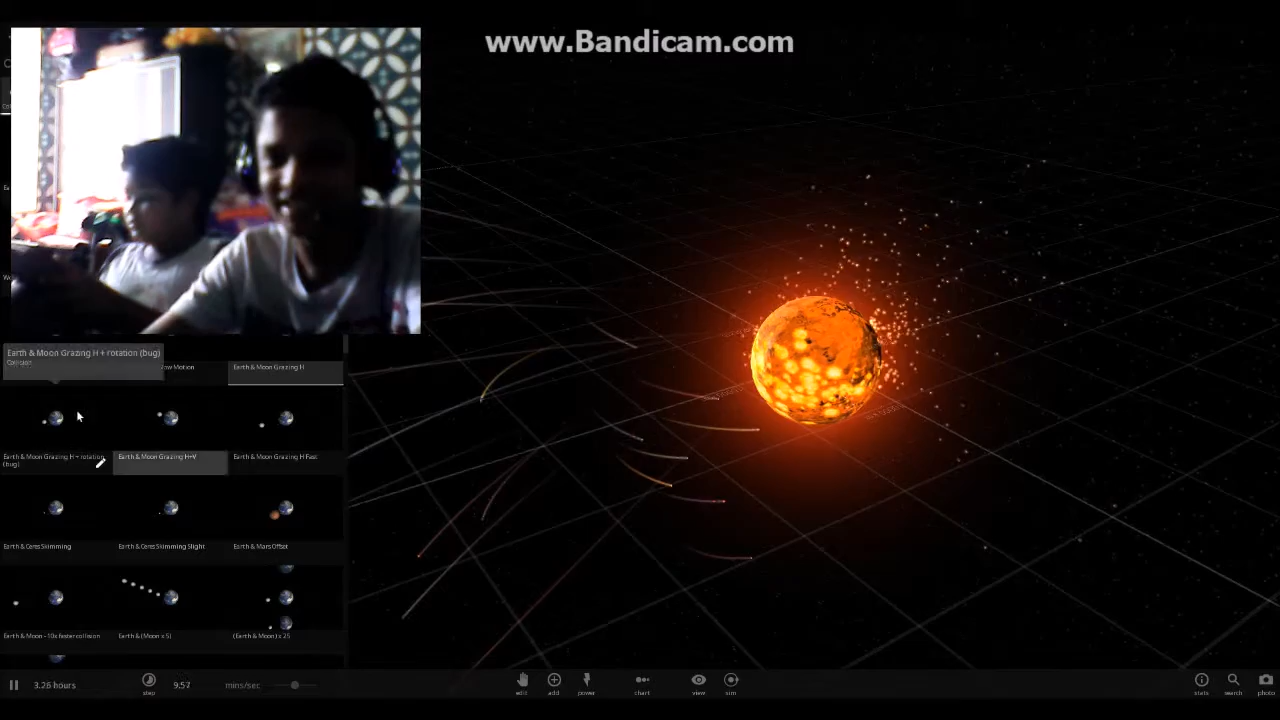 www.Bandicam.com
Earth & Moon Grazing H + rotation (bug)
Collision
ow Motion
Earth & Moon Grazing H
Earth & Moon Grazing H + rotation (bug)
Earth & Moon Grazing H+V
Earth & Moon Grazing H Fast
Earth & Ceres Skimming
Earth & Ceres Skimming Slight
Earth & Mars Offset
Earth & Moon - 10x faster collision
Earth & (Moon x 5)
(Earth & Moon) x 25
3.26 hours
step
9.57
mins/sec
edit
add
power
chart
view
sim
stats
search
photo